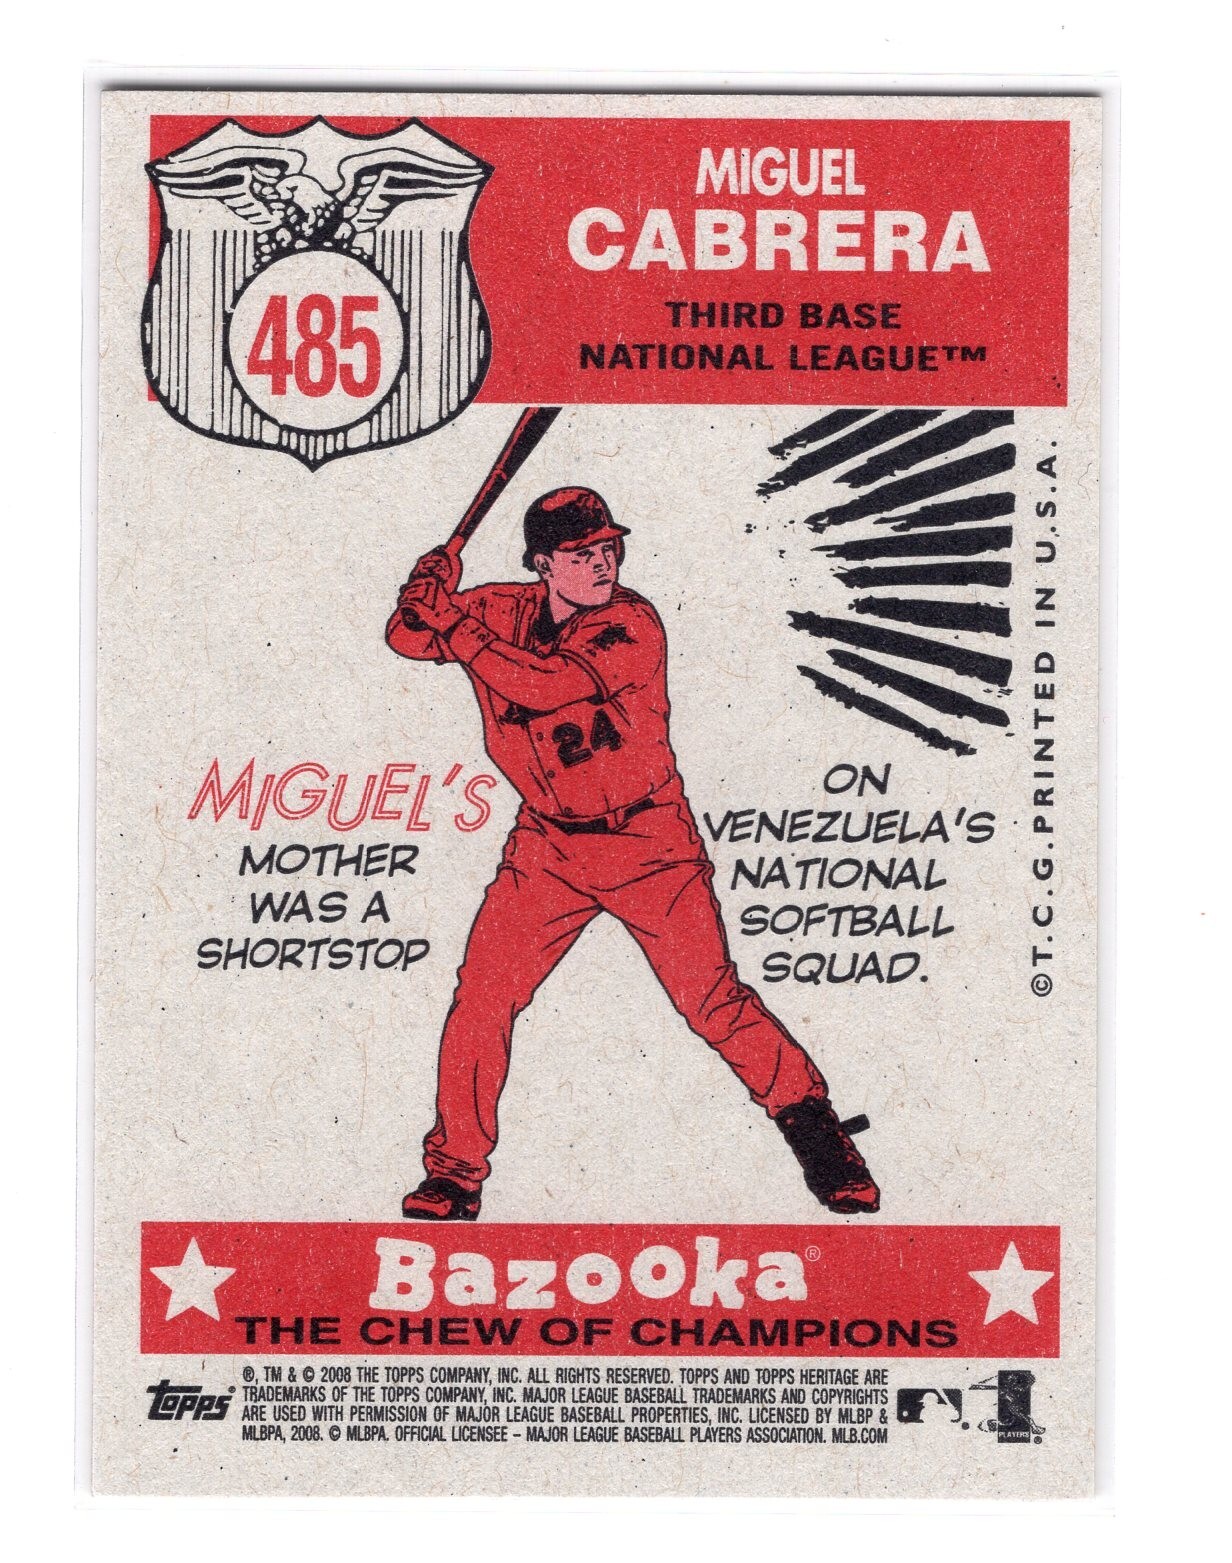 485
MIGUEL
CABRERA
THIRD BASE
NATIONAL LEAGUE™
24
MIGUEL'S
MOTHER
WAS A
SHORTSTOP
ON
VENEZUELA'S
NATIONAL
SOFTBALL
SQUAD.
©T.C.G.PRINTED IN U.S.A.
Bazooka®
THE CHEW OF CHAMPIONS
topps®
®, TM & © 2008 THE TOPPS COMPANY, INC. ALL RIGHTS RESERVED. TOPPS AND TOPPS HERITAGE ARE
TRADEMARKS OF THE TOPPS COMPANY, INC. MAJOR LEAGUE BASEBALL TRADEMARKS AND COPYRIGHTS
ARE USED WITH PERMISSION OF MAJOR LEAGUE BASEBALL PROPERTIES, INC. LICENSED BY MLBP &
MLBPA, 2008. © MLBPA. OFFICIAL LICENSEE – MAJOR LEAGUE BASEBALL PLAYERS ASSOCIATION. MLB.COM
PLAYERS